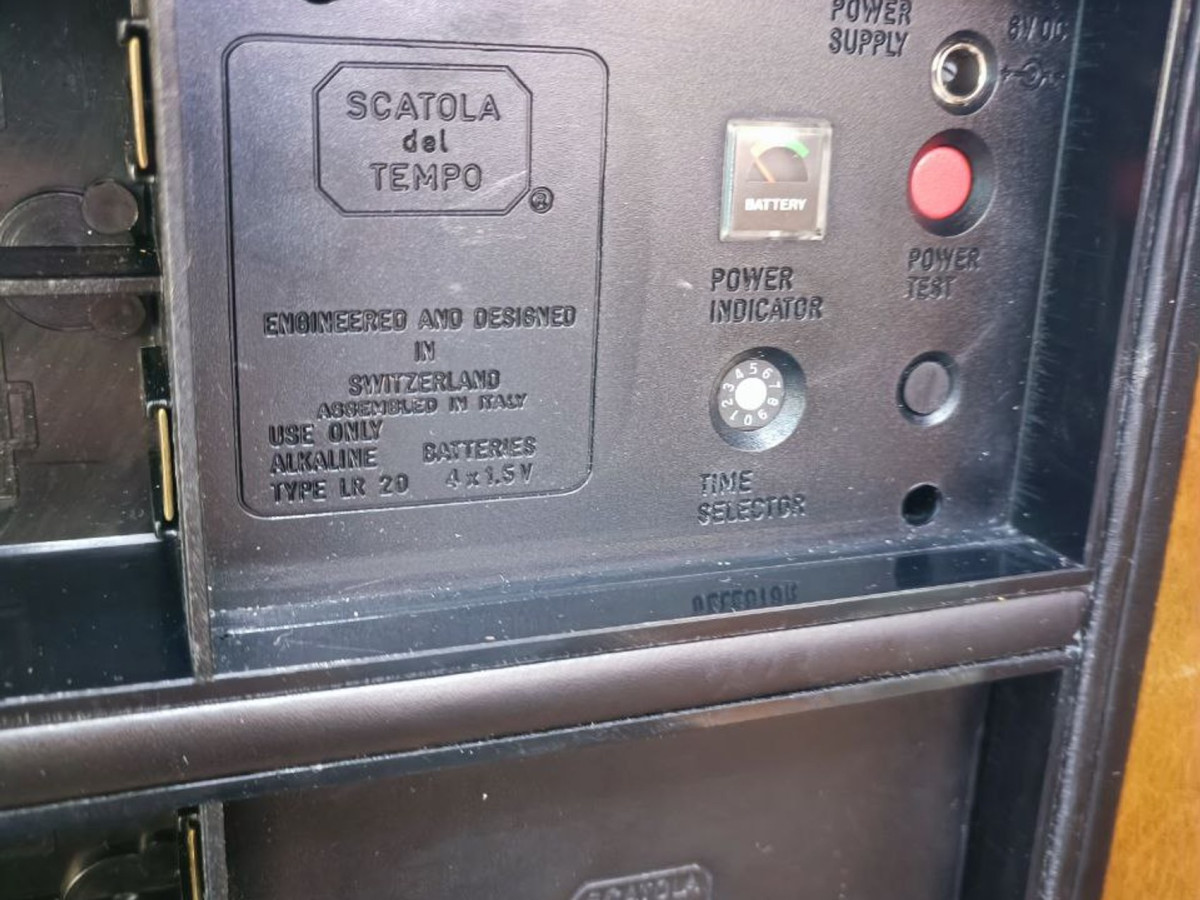 SCATOLA
del
TEMPO
®
ENGINEERED AND DESIGNED
IN
SWITZERLAND
ASSEMBLED IN ITALY
USE ONLY
ALKALINE BATTERIES
TYPE LR 20 4 x 1.5 V
POWER
SUPPLY
6V DC
BATTERY
POWER
INDICATOR
POWER
TEST
0 1 2 3 4 5 6 7 8 9
TIME
SELECTOR
SCATOLA